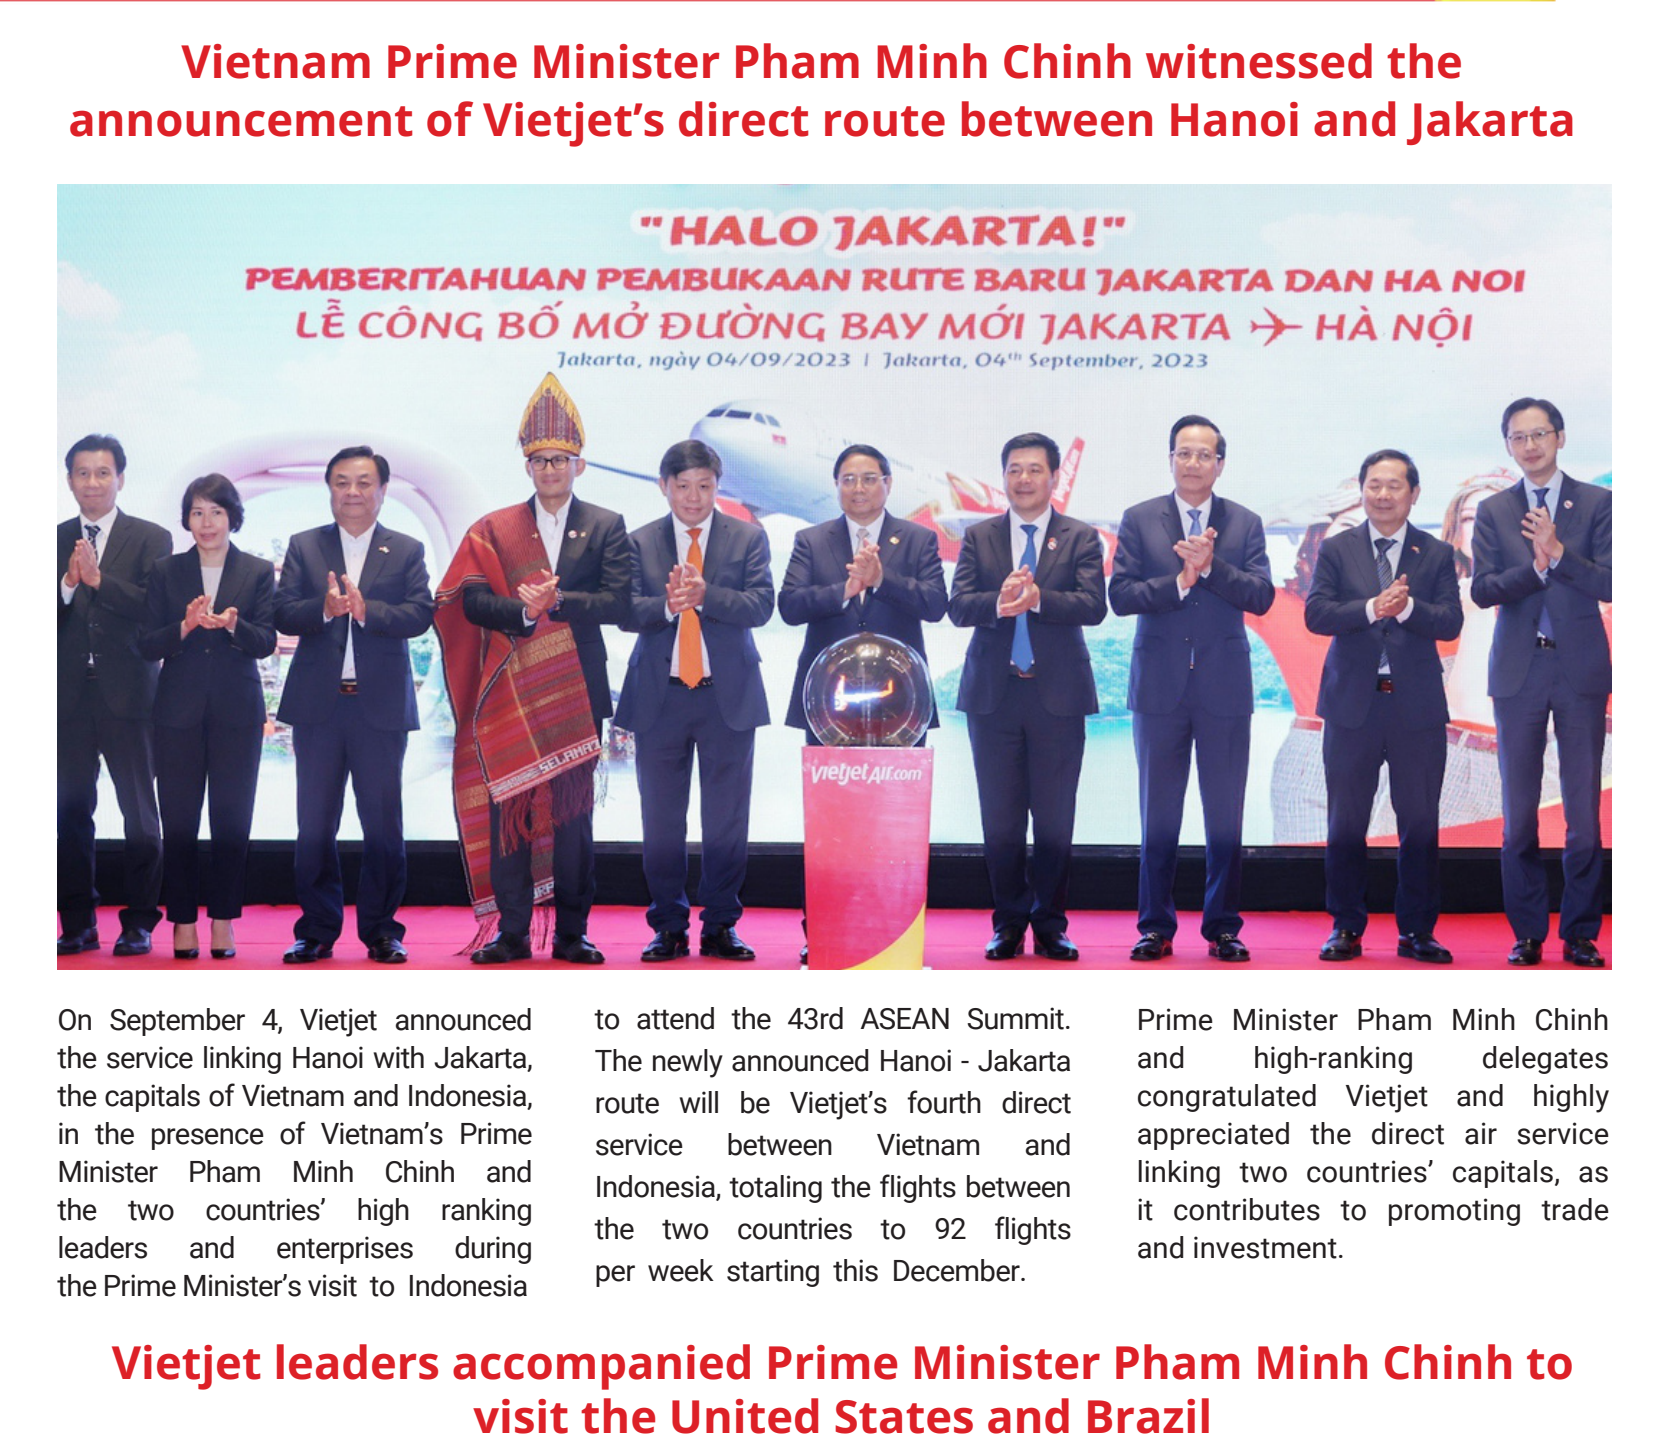 Vietnam Prime Minister Pham Minh Chinh witnessed the
announcement of Vietjet’s direct route between Hanoi and Jakarta
"HALO JAKARTA!"
PEMBERITAHUAN PEMBUKAAN RUTE BARU JAKARTA DAN HA NOI
LỄ CÔNG BỐ MỞ ĐƯỜNG BAY MỚI JAKARTA HÀ NỘI
Jakarta, ngày 04/09/2023 | Jakarta, 04th September, 2023
SELAMAT
vietjetAir.com
On September 4, Vietjet announced
the service linking Hanoi with Jakarta,
the capitals of Vietnam and Indonesia,
in the presence of Vietnam’s Prime
Minister Pham Minh Chinh and
the two countries’ high ranking
leaders and enterprises during
the Prime Minister’s visit to Indonesia
to attend the 43rd ASEAN Summit.
The newly announced Hanoi - Jakarta
route will be Vietjet’s fourth direct
service between Vietnam and
Indonesia, totaling the flights between
the two countries to 92 flights
per week starting this December.
Prime Minister Pham Minh Chinh
and high-ranking delegates
congratulated Vietjet and highly
appreciated the direct air service
linking two countries’ capitals, as
it contributes to promoting trade
and investment.
Vietjet leaders accompanied Prime Minister Pham Minh Chinh to
visit the United States and Brazil